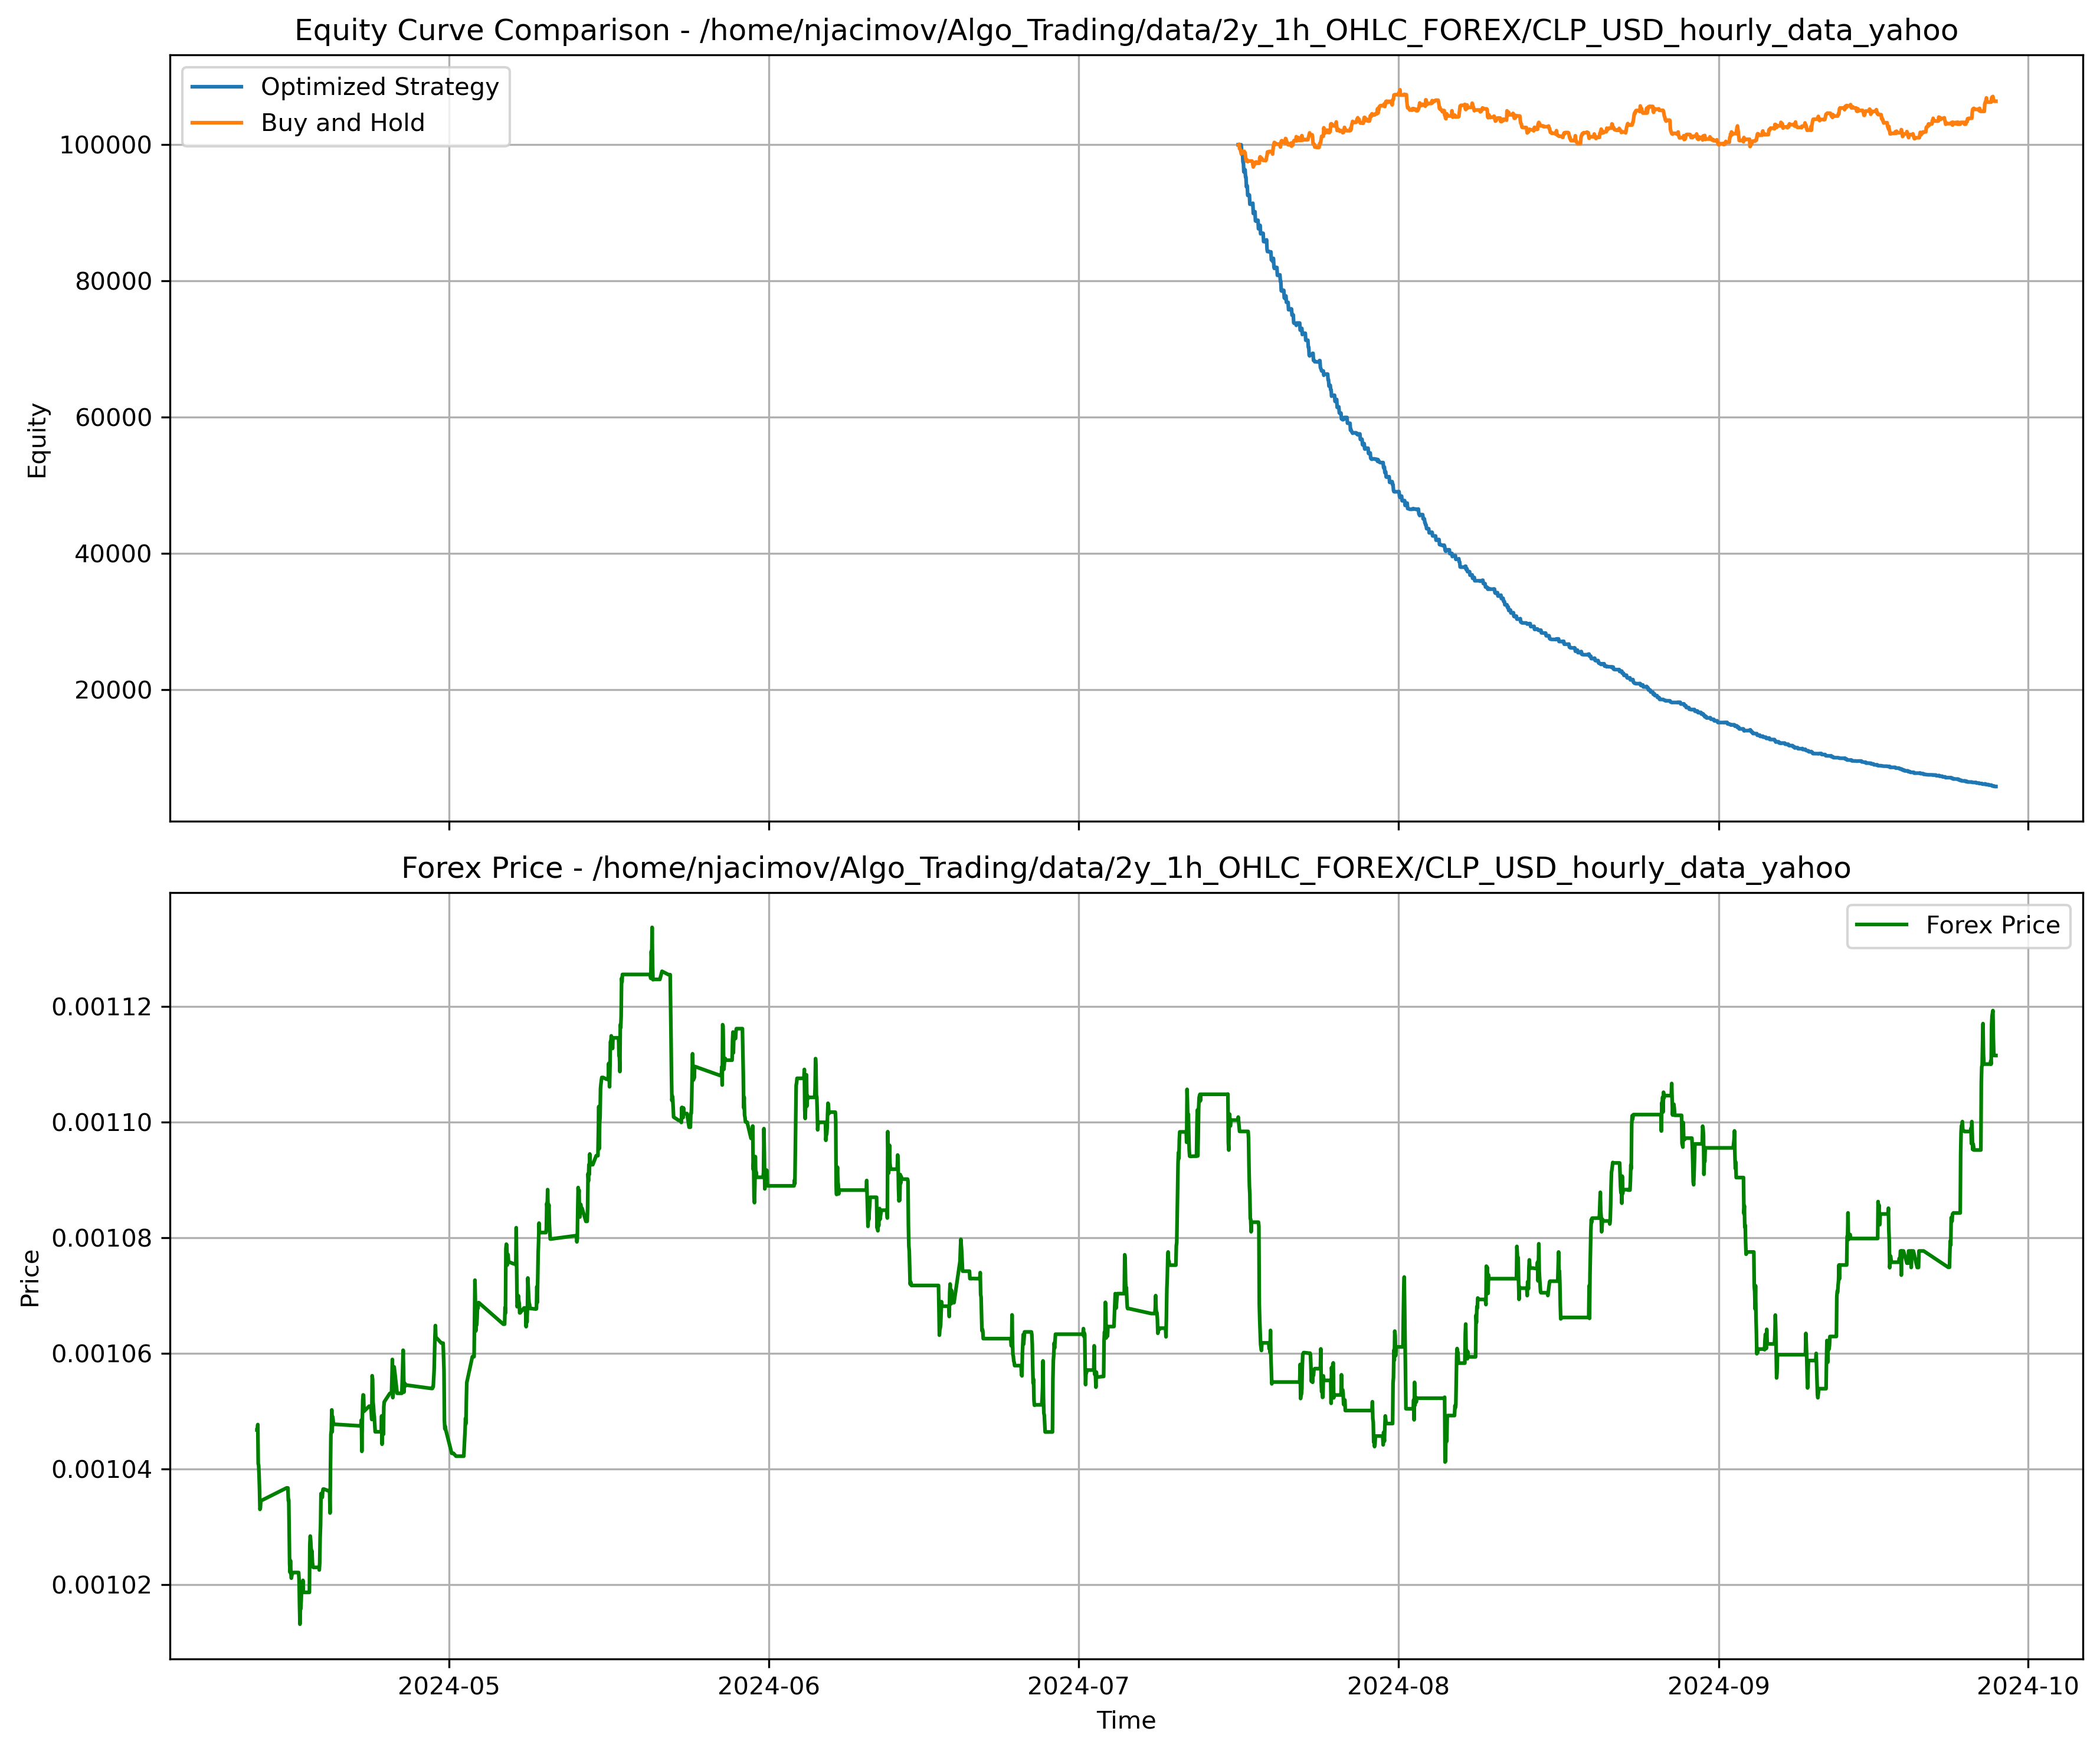 Equity Curve Comparison - /home/njacimov/Algo_Trading/data/2y_1h_OHLC_FOREX/CLP_USD_hourly_data_yahoo
Optimized Strategy
Buy and Hold
100000
80000
60000
40000
20000
Equity
Forex Price - /home/njacimov/Algo_Trading/data/2y_1h_OHLC_FOREX/CLP_USD_hourly_data_yahoo
Forex Price
0.00112
0.00110
0.00108
0.00106
0.00104
0.00102
Price
2024-05 2024-06 2024-07 2024-08 2024-09 2024-10
Time